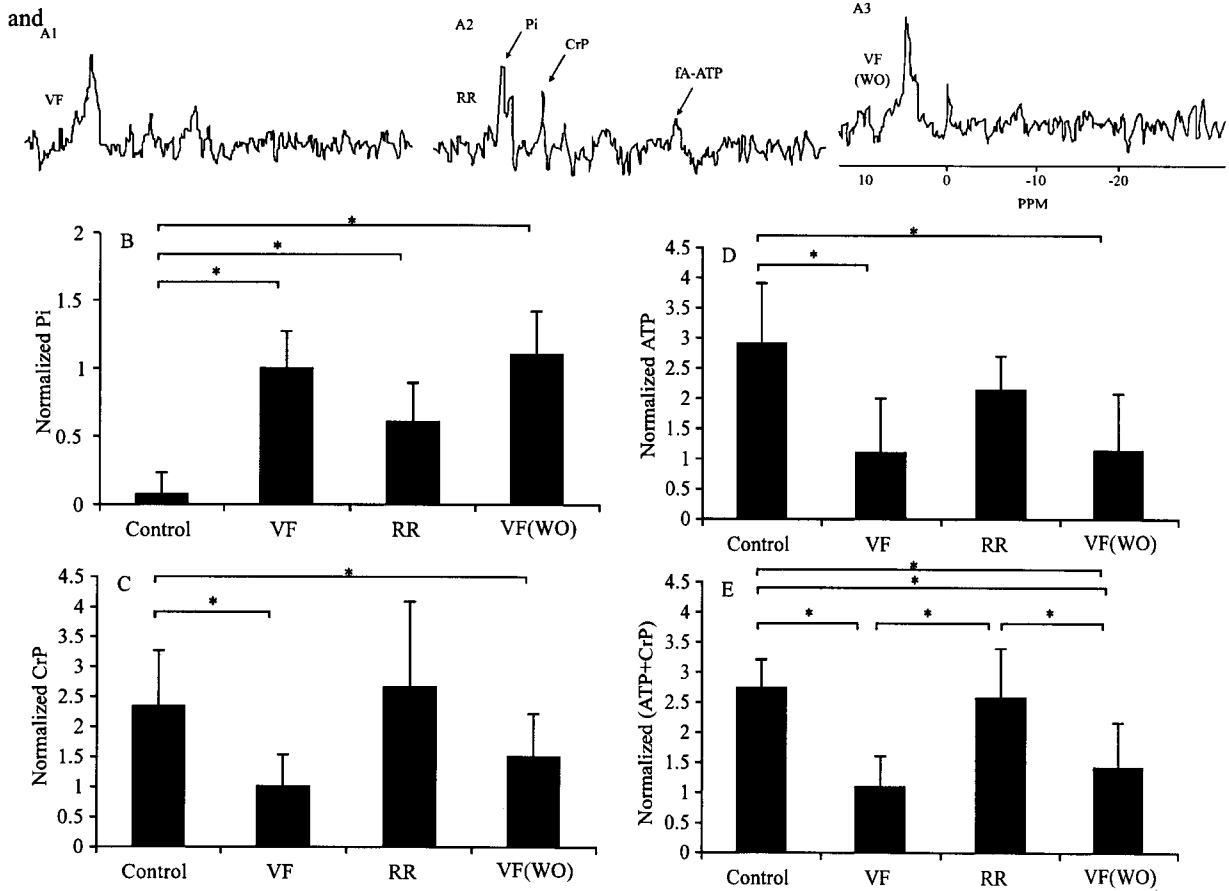 and
A1
VF
A2
Pi
CrP
RR
fA-ATP
A3
VF
(WO)
10 0 -10 -20
PPM
B
Normalized Pi
2
1.5
1
0.5
0
* * *
Control VF RR VF(WO)
D
Normalized ATP
4.5
4
3.5
3
2.5
2
1.5
1
0.5
0
* *
Control VF RR VF(WO)
C
Normalized CrP
4.5
4
3.5
3
2.5
2
1.5
1
0.5
0
* *
Control VF RR VF(WO)
E
Normalized (ATP+CrP)
4.5
4
3.5
3
2.5
2
1.5
1
0.5
0
* * * * *
Control VF RR VF(WO)